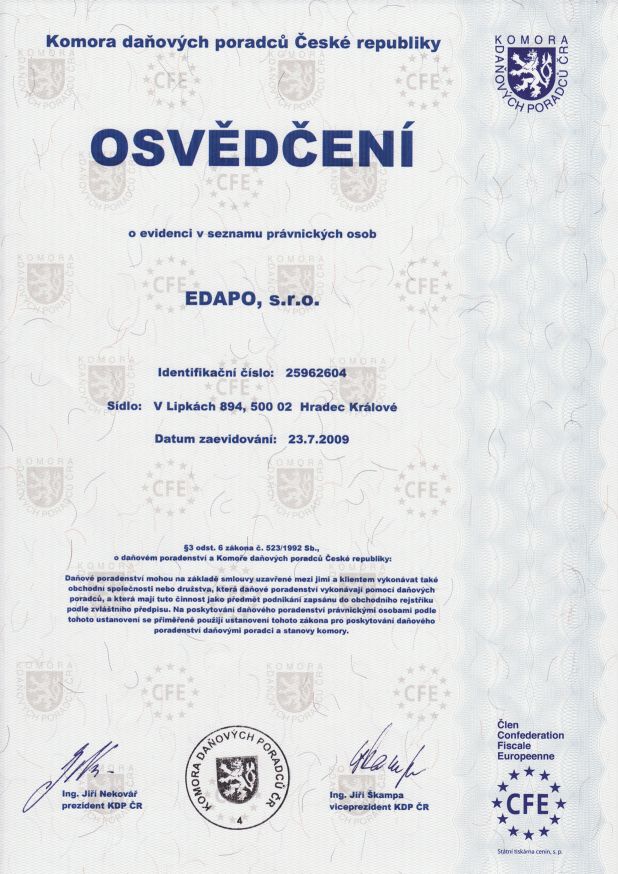 Komora daňových poradců České republiky
KOMORA
DAŇOVÝCH PORADCŮ ČR
OSVĚDČENÍ
o evidenci v seznamu právnických osob
EDAPO, s.r.o.
Identifikační číslo: 25962604
Sídlo: V Lipkách 894, 500 02 Hradec Králové
Datum zaevidování: 23.7.2009
§3 odst. 6 zákona č. 523/1992 Sb.,
o daňovém poradenství a Komoře daňových poradců České republiky:
Daňové poradenství mohou na základě smlouvy uzavřené mezi jimi a klientem vykonávat také
obchodní společnosti nebo družstva, která daňové poradenství vykonávají pomocí daňových
poradců, a která mají tuto činnost jako předmět podnikání zapsánu do obchodního rejstříku
podle zvláštního předpisu. Na poskytování daňového poradenství právnickými osobami podle
tohoto ustanovení se přiměřeně použijí ustanovení tohoto zákona pro poskytování daňového
poradenství daňovými poradci a stanovy komory.
Ing. Jiří Nekovář
prezident KDP ČR
KOMORA DAŇOVÝCH PORADCŮ ČR
4
Ing. Jiří Škampa
viceprezident KDP ČR
Člen
Confederation
Fiscale
Europeenne
CFE
Státní tiskárna cenin, s. p.